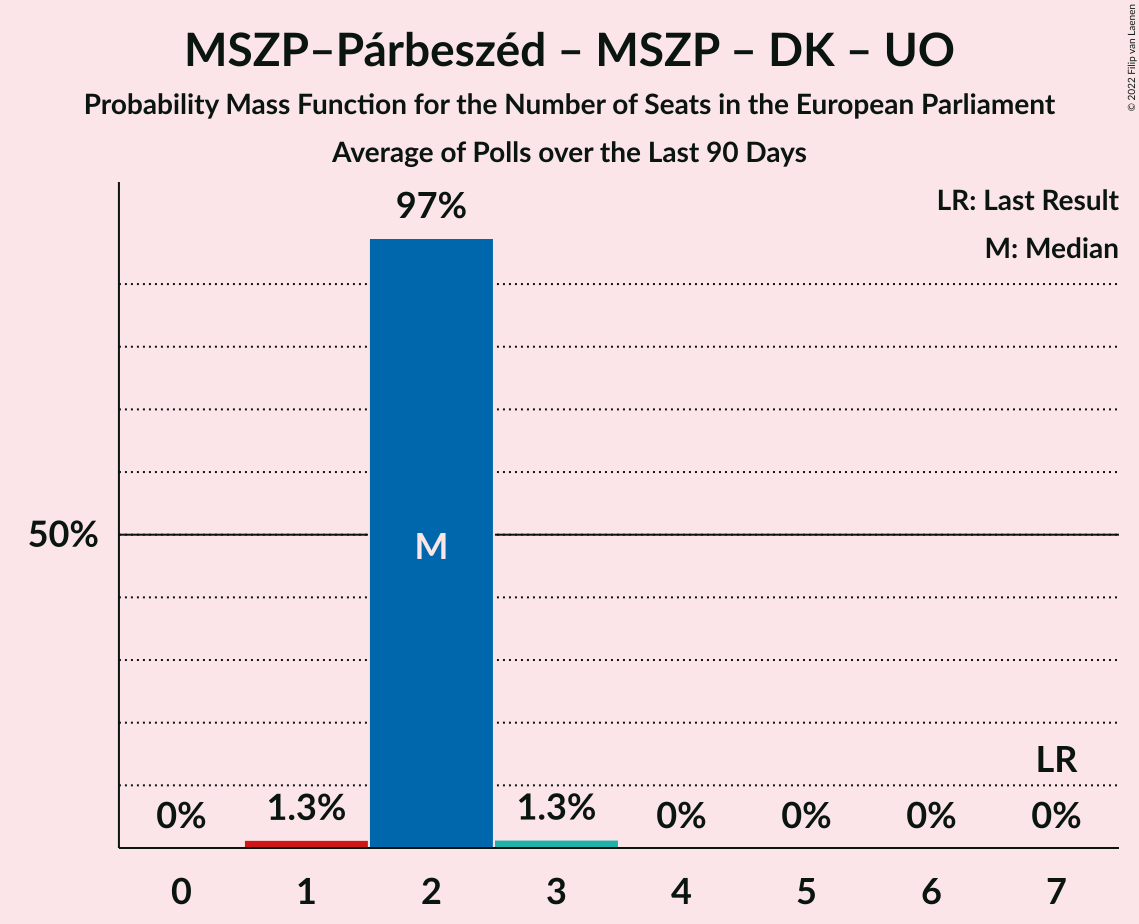 MSZP–Párbeszéd – MSZP – DK – UO
Probability Mass Function for the Number of Seats in the European Parliament
Average of Polls over the Last 90 Days
© 2022 Filip van Laenen
LR: Last Result
M: Median
97%
50%
M
LR
0% 1.3% 1.3% 0% 0% 0% 0%
0 1 2 3 4 5 6 7